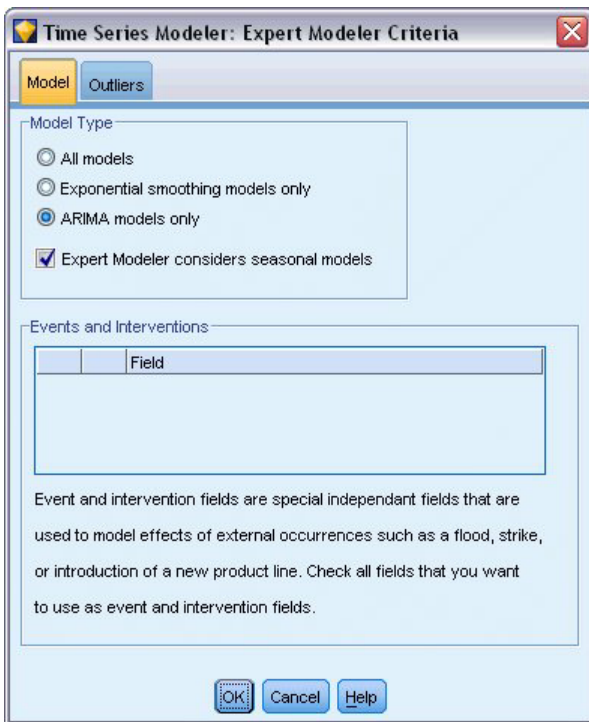 Time Series Modeler: Expert Modeler Criteria
Model
Outliers
Model Type
All models
Exponential smoothing models only
ARIMA models only
Expert Modeler considers seasonal models
Events and Interventions
Field
Event and intervention fields are special independant fields that are
used to model effects of external occurrences such as a flood, strike,
or introduction of a new product line. Check all fields that you want
to use as event and intervention fields.
OK
Cancel
Help